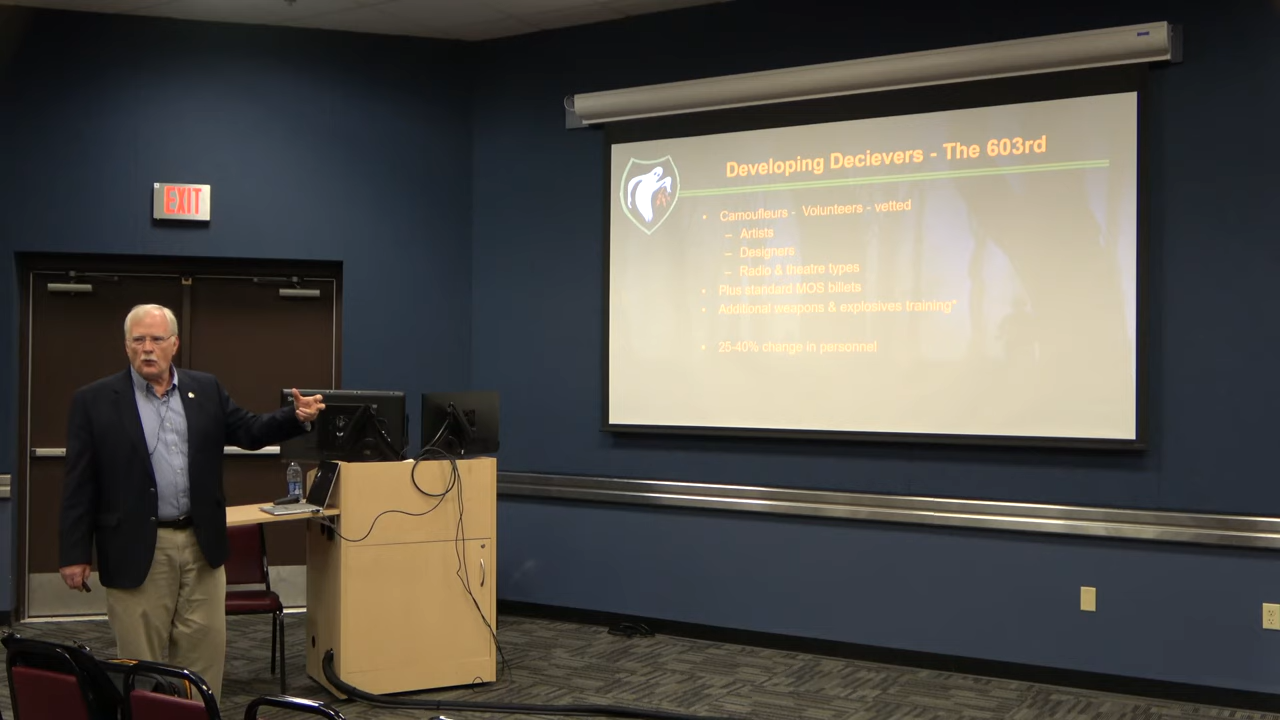 EXIT
Developing Decievers - The 603rd
• Camoufleurs - Volunteers - vetted
– Artists
– Designers
– Radio & theatre types
• Plus standard MOS billets
• Additional weapons & explosives training*
• 25-40% change in personnel